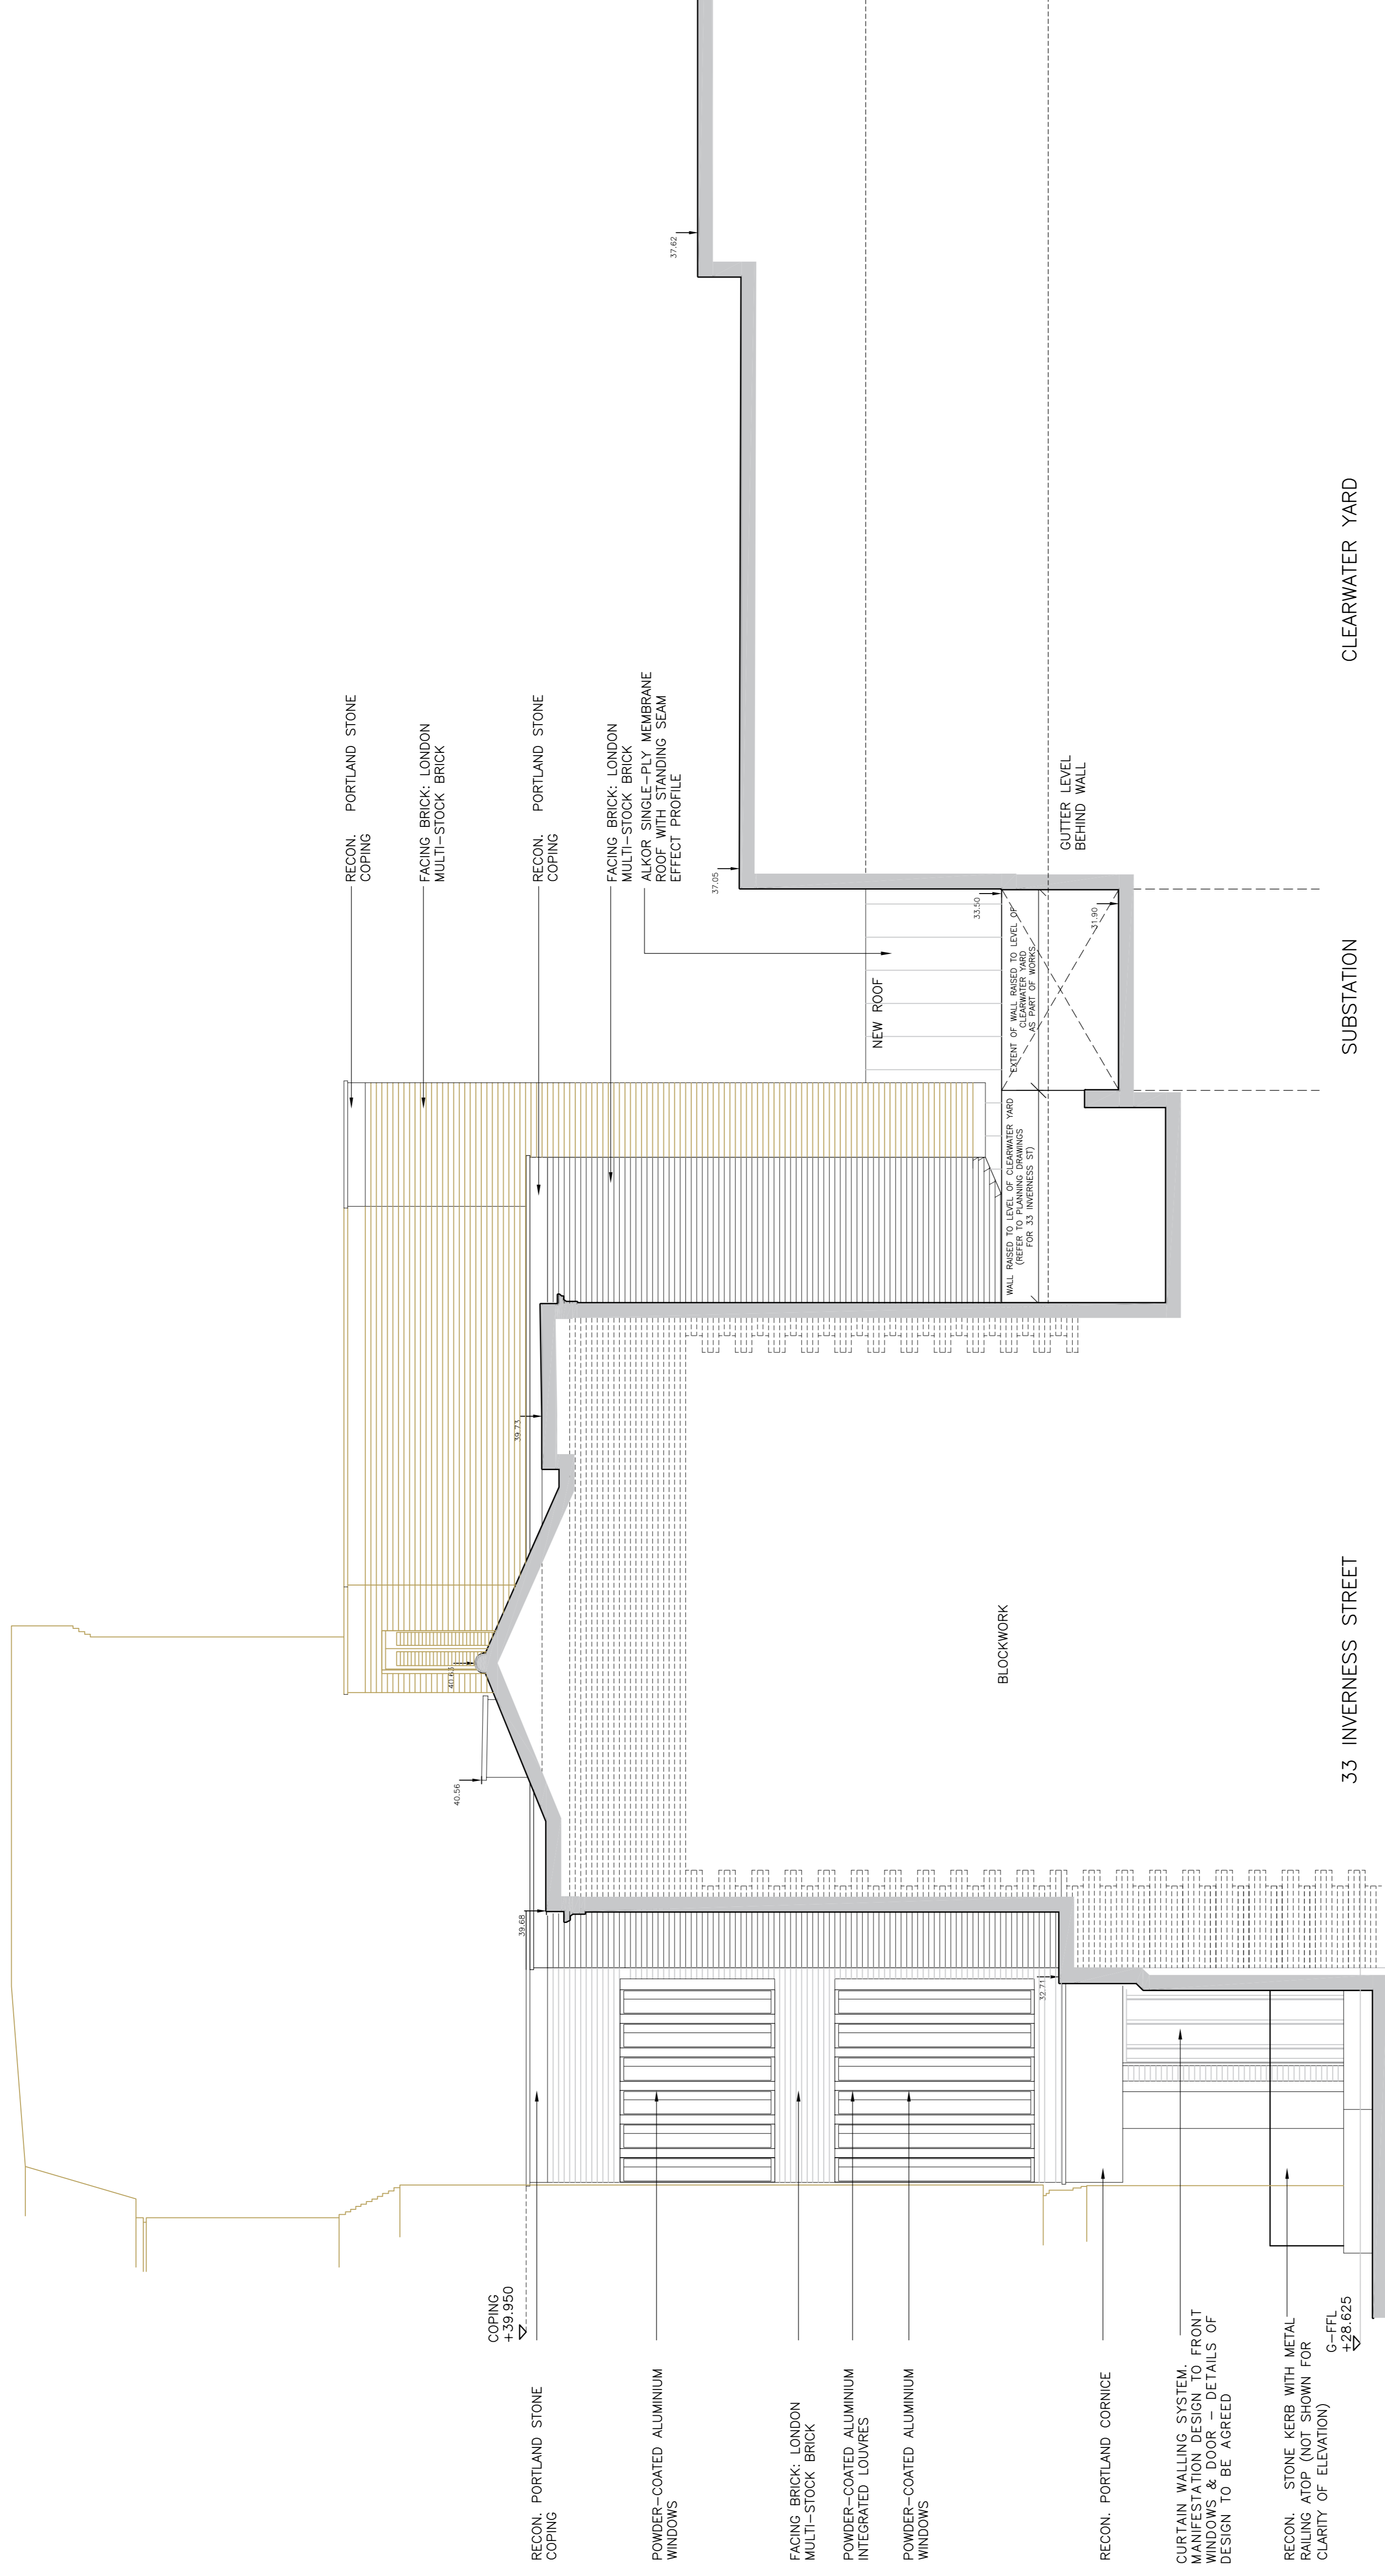 RECON. PORTLAND STONE
COPING
FACING BRICK: LONDON
MULTI-STOCK BRICK
RECON. PORTLAND STONE
COPING
FACING BRICK: LONDON
MULTI-STOCK BRICK
ALKOR SINGLE-PLY MEMBRANE
ROOF WITH STANDING SEAM
EFFECT PROFILE
37.62
37.05
33.50
31.90
39.73
40.63
40.56
39.68
32.71
NEW ROOF
EXTENT OF WALL RAISED TO LEVEL OF
CLEARWATER YARD
AS PART OF WORKS
WALL RAISED TO LEVEL OF CLEARWATER YARD
(REFER TO PLANNING DRAWINGS
FOR 33 INVERNESS ST)
GUTTER LEVEL
BEHIND WALL
BLOCKWORK
COPING
+39.950
RECON. PORTLAND STONE
COPING
POWDER-COATED ALUMINIUM
WINDOWS
FACING BRICK: LONDON
MULTI-STOCK BRICK
POWDER-COATED ALUMINIUM
INTEGRATED LOUVRES
POWDER-COATED ALUMINIUM
WINDOWS
RECON. PORTLAND CORNICE
CURTAIN WALLING SYSTEM.
MANIFESTATION DESIGN TO FRONT
WINDOWS & DOOR - DETAILS OF
DESIGN TO BE AGREED
RECON. STONE KERB WITH METAL
RAILING ATOP (NOT SHOWN FOR
CLARITY OF ELEVATION)
G-FFL
+28.625
33 INVERNESS STREET
SUBSTATION
CLEARWATER YARD